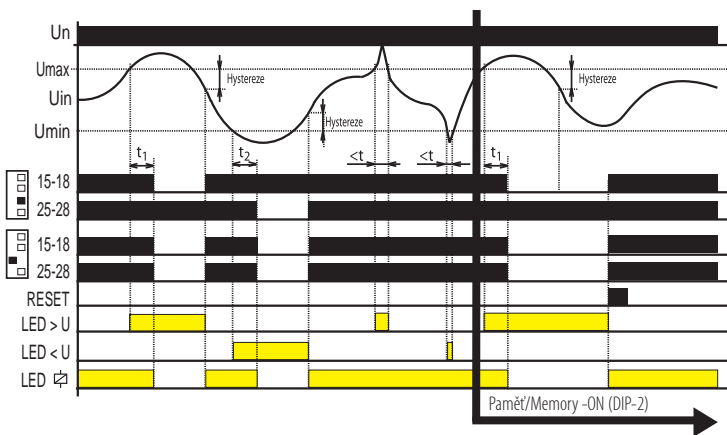 Un
Umax
Hystereze
Hystereze
Uin
Hystereze
Umin
t1
t2
<t
<t
t1
15-18
25-28
15-18
25-28
RESET
LED > U
LED < U
LED
Paměť/Memory -ON (DIP-2)